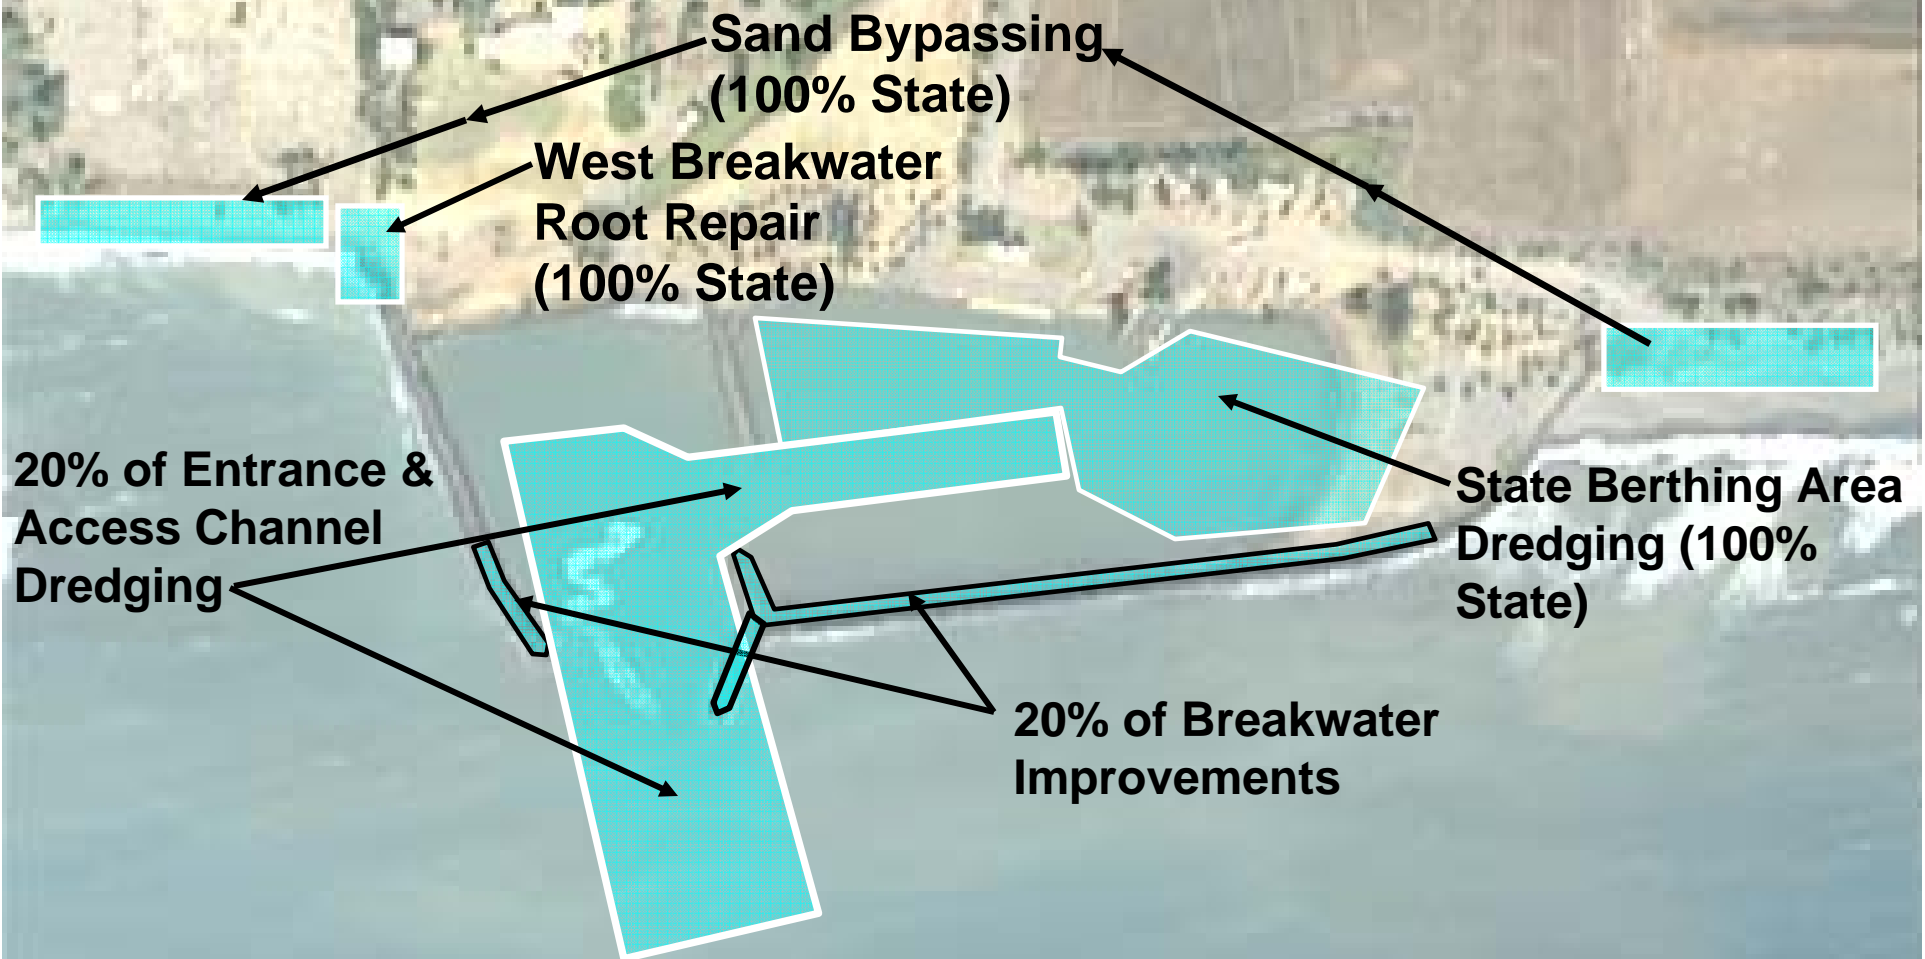 Sand Bypassing
(100% State)
West Breakwater
Root Repair
(100% State)
20% of Entrance &
Access Channel
Dredging
State Berthing Area
Dredging (100%
State)
20% of Breakwater
Improvements